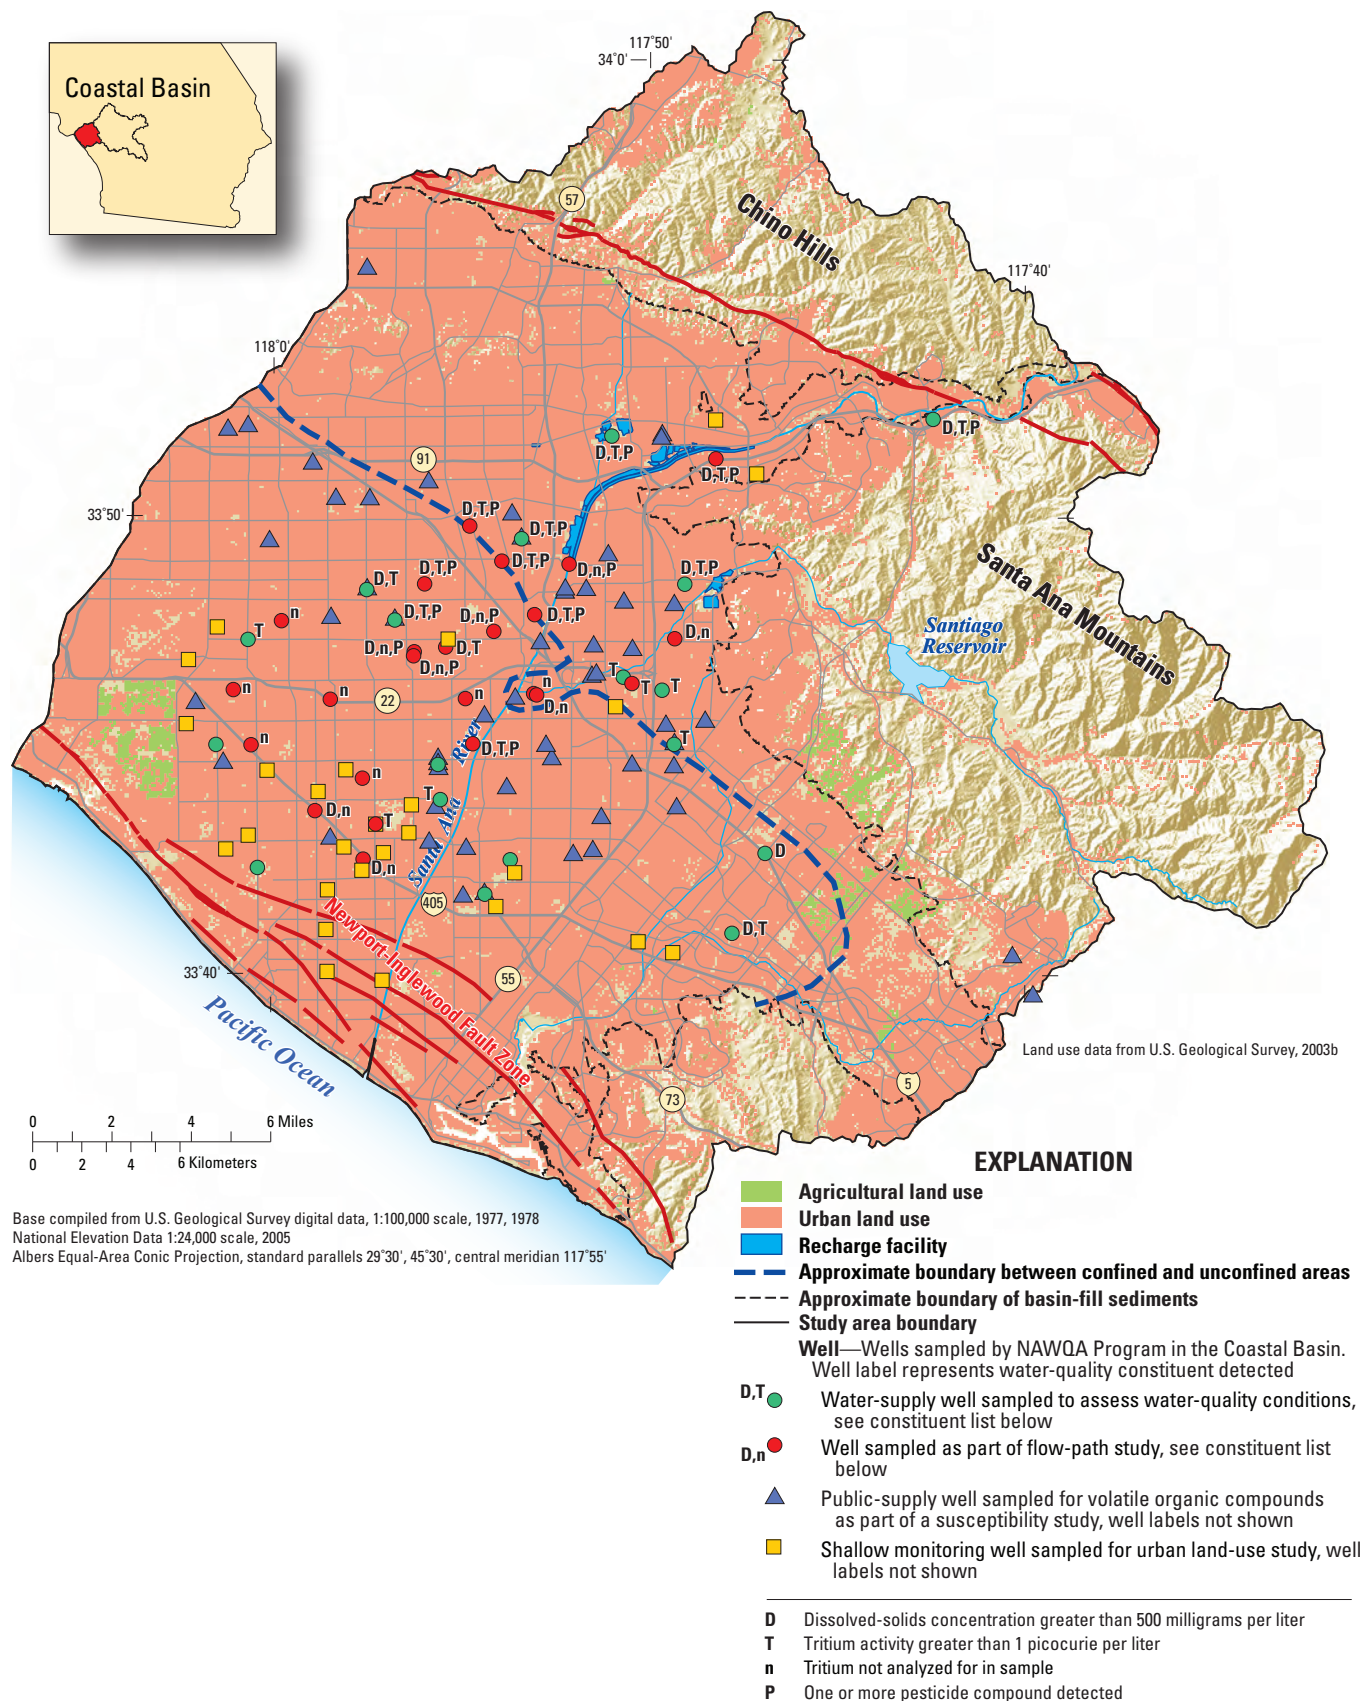 Coastal Basin
117°50'
34°0'
57
Chino Hills
117°40'
118°0'
D,T,P
D,T,P
91
D,T,P
33°50'
D,T,P
D,T,P
D,T,P
D,n,P
D,T
D,T,P
D,T,P
Santa Ana Mountains
n
D,T,P
D,n,P
D,T,P
T
D,n
Santiago
Reservoir
D,n,P
D,T
D,n,P
n
n
22
n
n
D,n
T
T
n
D,T,P
T
n
T
D,n
T
Santa Ana River
D
D,n
405
D,T
Newport-Inglewood Fault Zone
33°40'
55
Pacific Ocean
Land use data from U.S. Geological Survey, 2003b
5
73
0 2 4 6 Miles
0 2 4 6 Kilometers
Base compiled from U.S. Geological Survey digital data, 1:100,000 scale, 1977, 1978
National Elevation Data 1:24,000 scale, 2005
Albers Equal-Area Conic Projection, standard parallels 29°30', 45°30', central meridian 117°55'
EXPLANATION
Agricultural land use
Urban land use
Recharge facility
Approximate boundary between confined and unconfined areas
Approximate boundary of basin-fill sediments
Study area boundary
Well—Wells sampled by NAWQA Program in the Coastal Basin.
Well label represents water-quality constituent detected
D,T Water-supply well sampled to assess water-quality conditions,
see constituent list below
D,n Well sampled as part of flow-path study, see constituent list
below
Public-supply well sampled for volatile organic compounds
as part of a susceptibility study, well labels not shown
Shallow monitoring well sampled for urban land-use study, well
labels not shown
D Dissolved-solids concentration greater than 500 milligrams per liter
T Tritium activity greater than 1 picocurie per liter
n Tritium not analyzed for in sample
P One or more pesticide compound detected